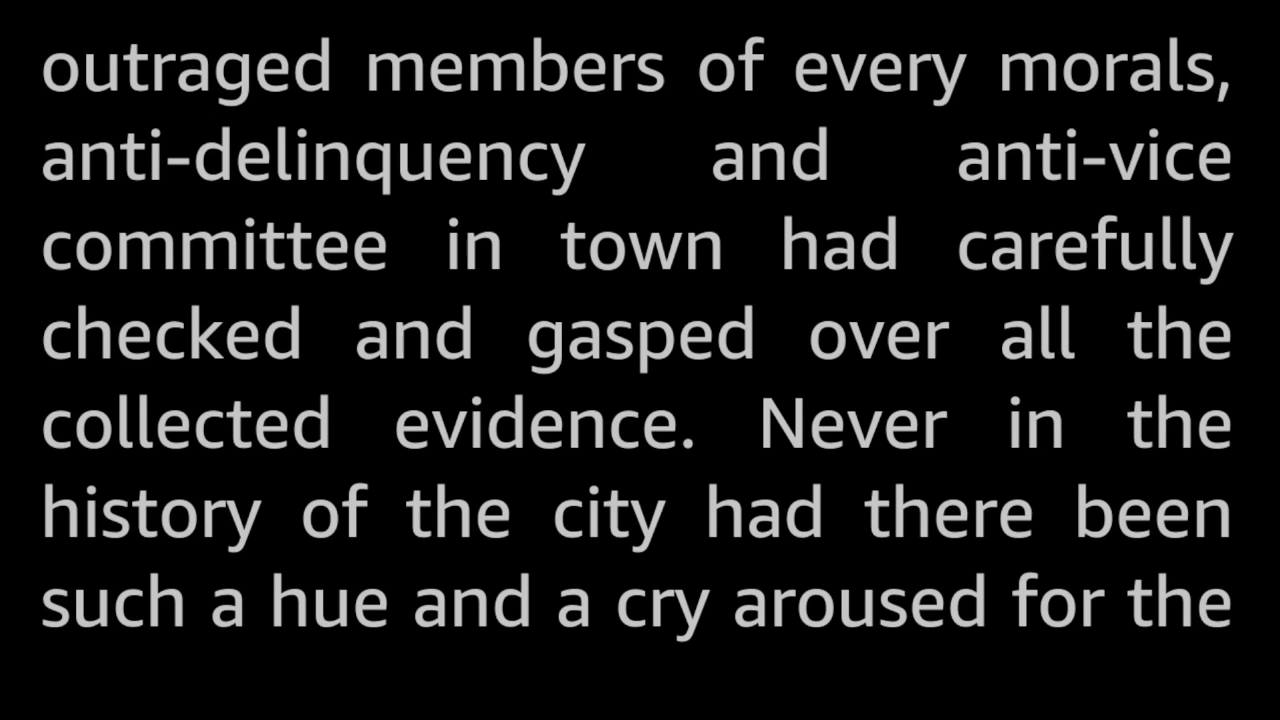 outraged members of every morals,
anti-delinquency and anti-vice
committee in town had carefully
checked and gasped over all the
collected evidence. Never in the
history of the city had there been
such a hue and a cry aroused for the